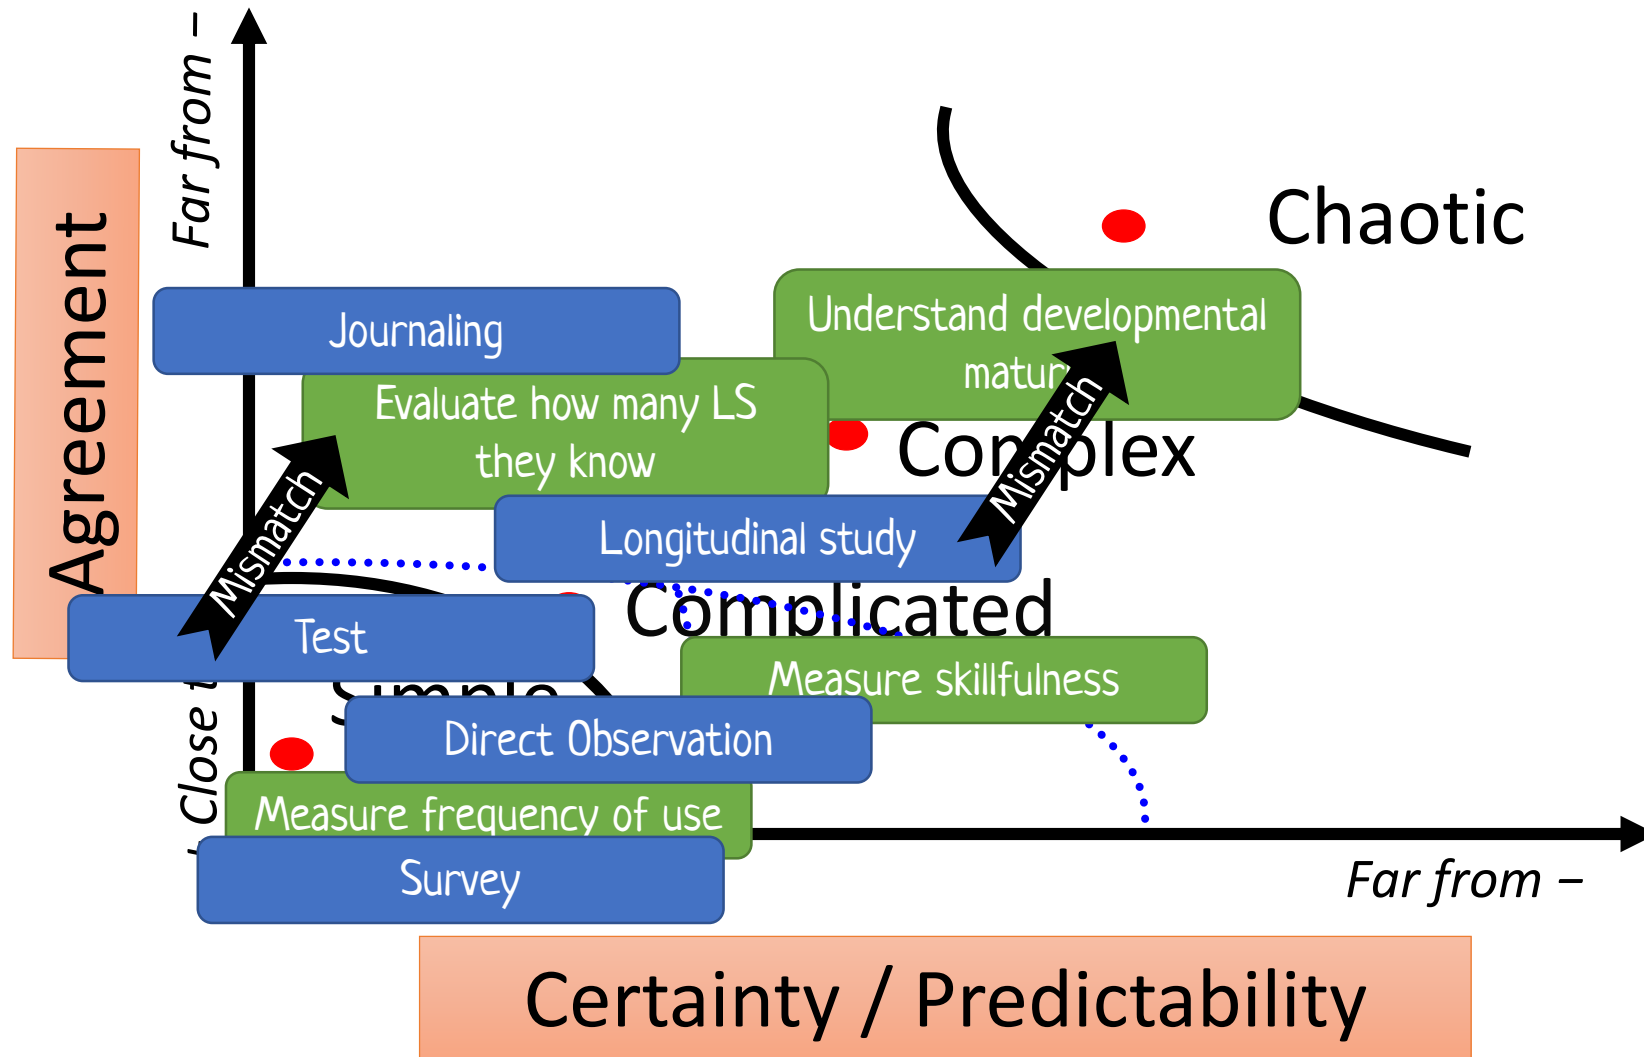 Far from –
Agreement
Chaotic
Journaling
Understand developmental
Evaluate how many LS
they know
Mismatch
Complex
Mismatch
Longitudinal study
Complicated
Test
Measure skillfulness
Simple
Direct Observation
Close
Measure frequency of use
Survey
Far from –
Certainty / Predictability